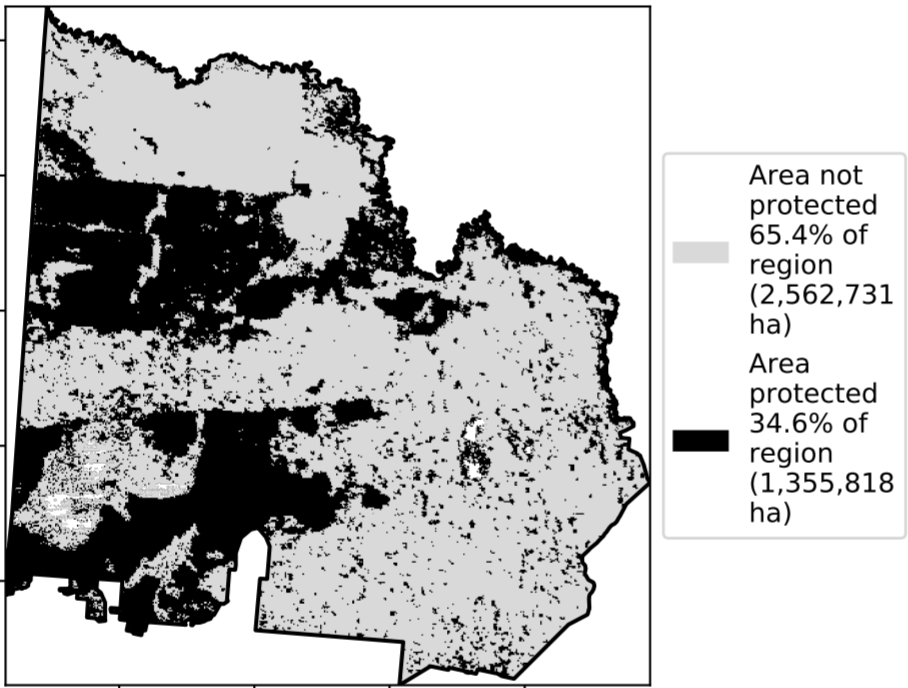 Area not
protected
65.4% of
region
(2,562,731
ha)
Area
protected
34.6% of
region
(1,355,818
ha)